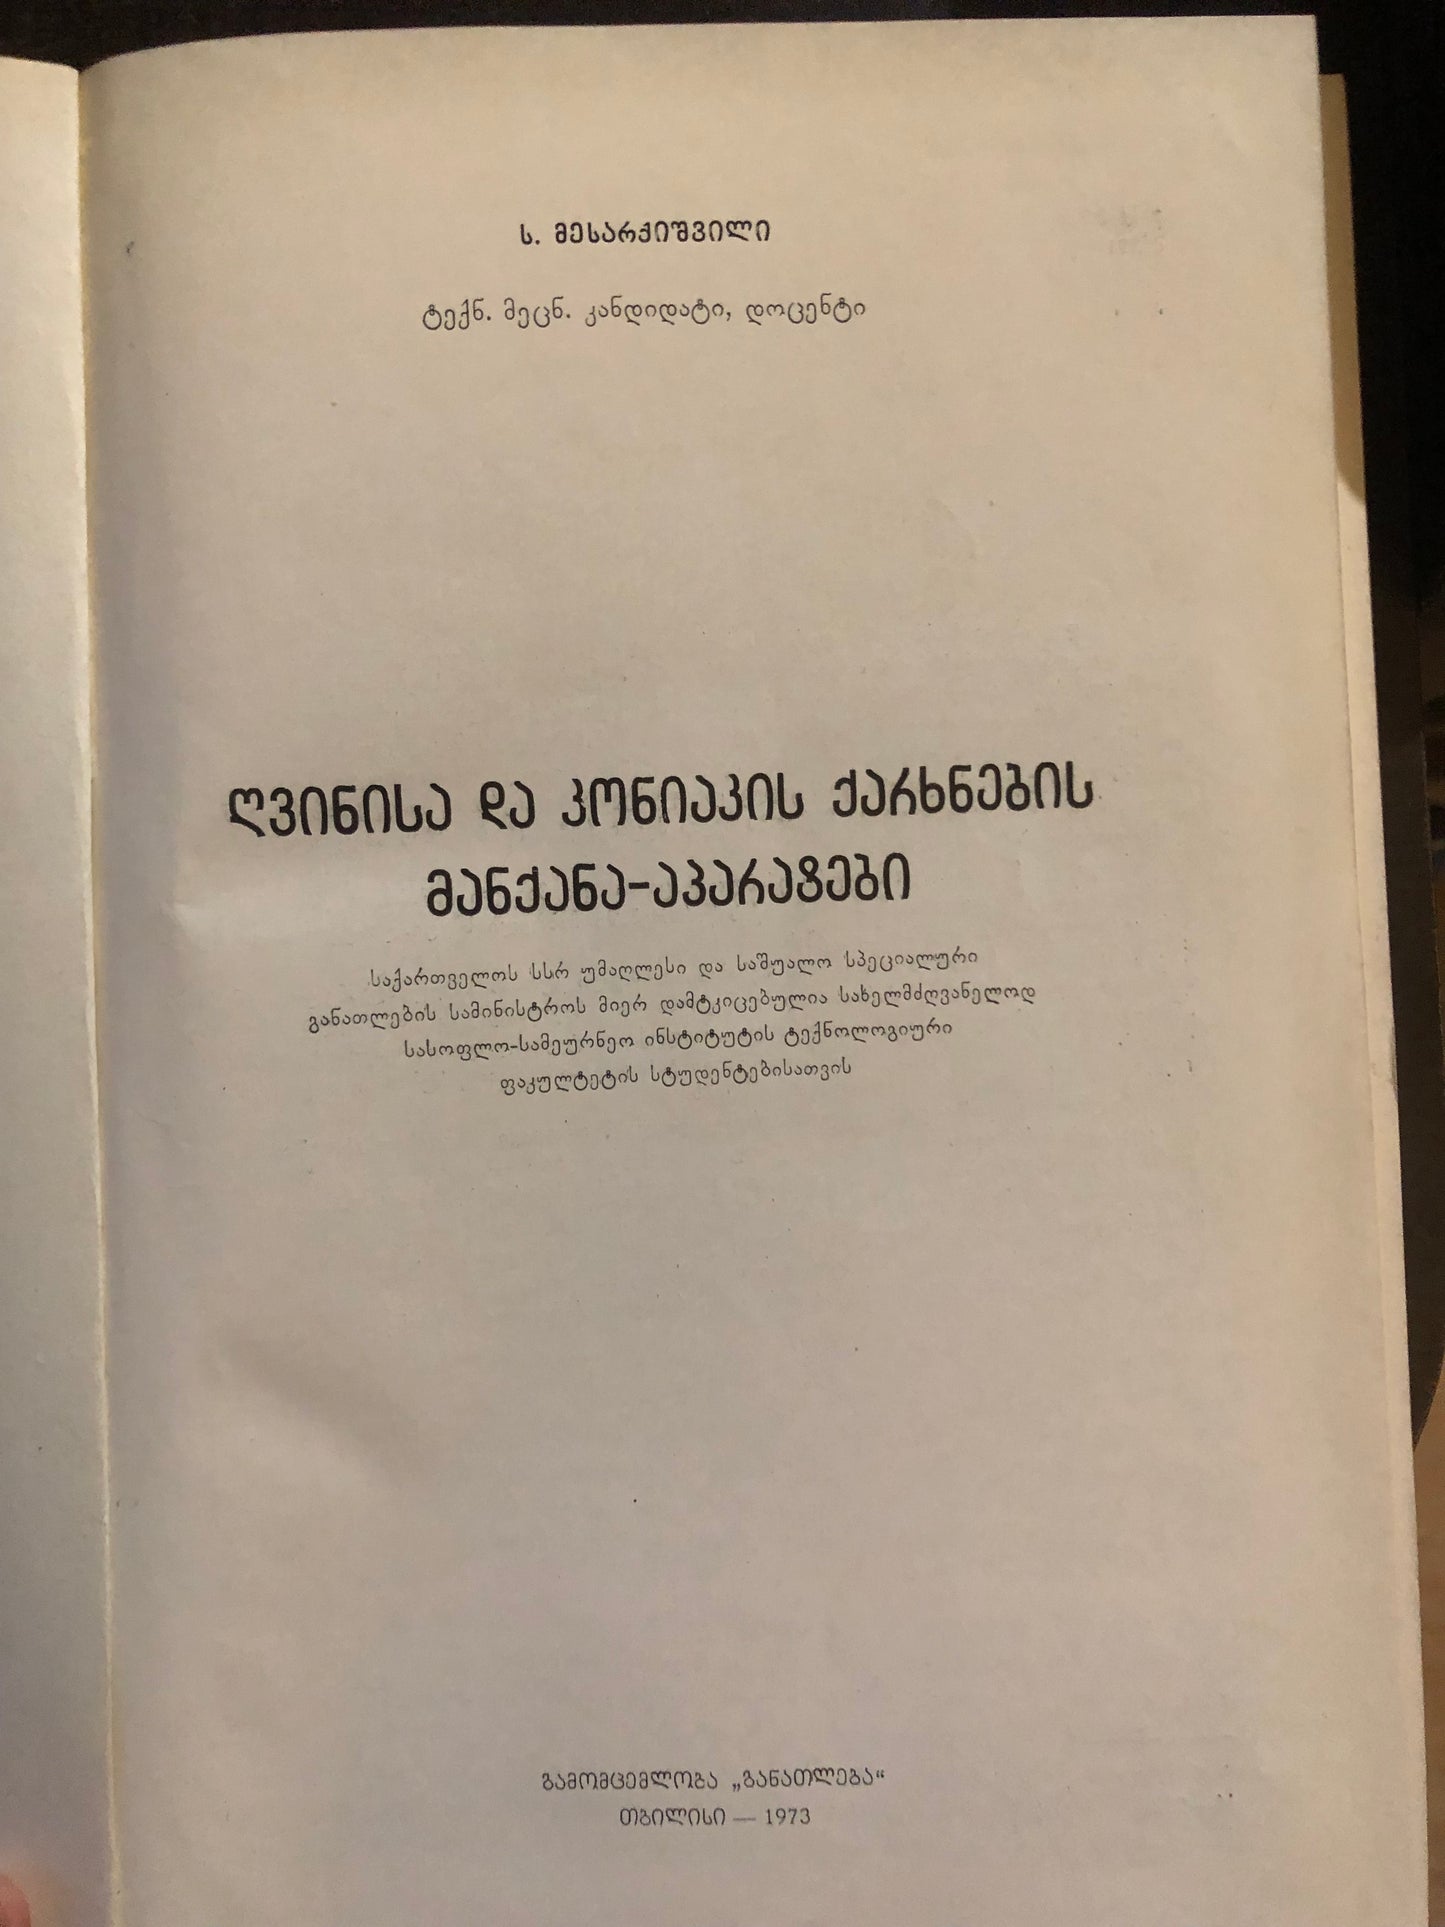 ს. მესარქიშვილი
ტექნ. მეცნ. კანდიდატი, დოცენტი
ღვინისა და კონიაკის ქარხნების
მანქანა-აპარატები
საქართველოს სსრ უმაღლესი და საშუალო სპეციალური
განათლების სამინისტროს მიერ დამტკიცებულია სახელმძღვანელოდ
სასოფლო-სამეურნეო ინსტიტუტის ტექნოლოგიური
ფაკულტეტის სტუდენტებისათვის
გამომცემლობა „განათლება“
თბილისი — 1973